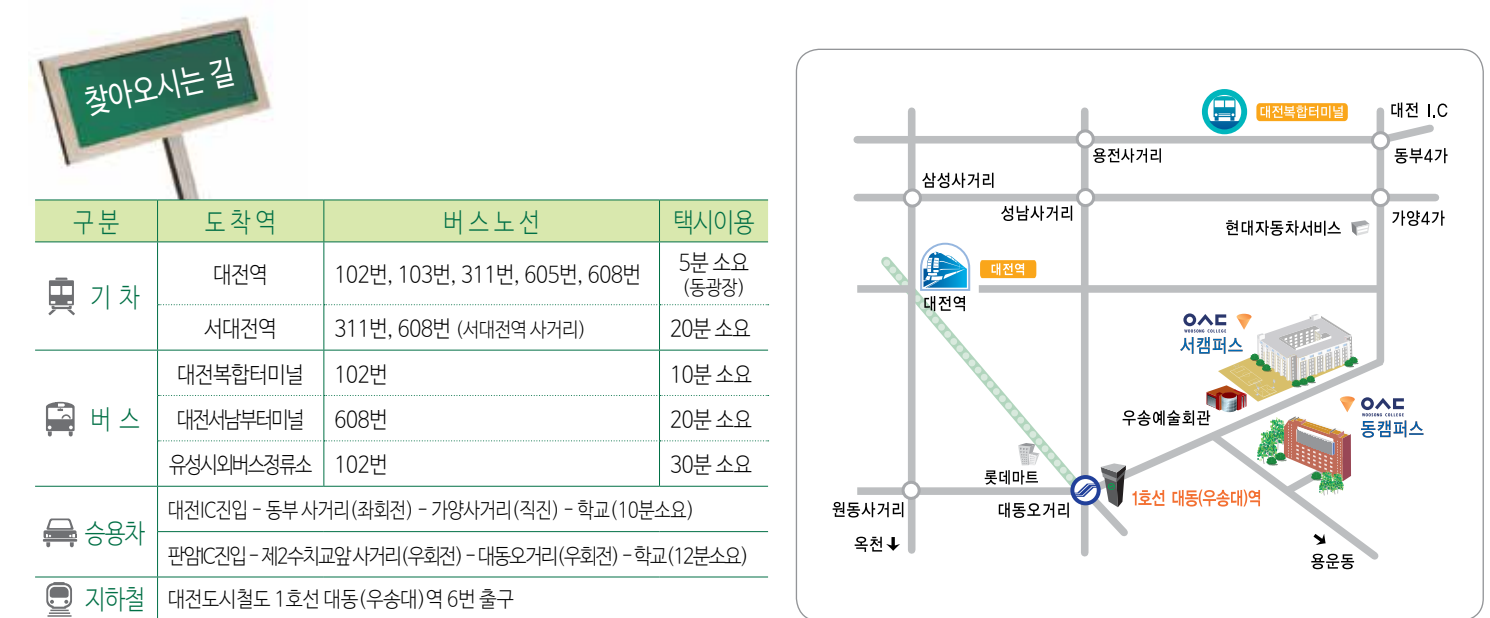 찾아오시는 길
구 분 도 착 역 버 스 노 선 택시이용
기 차 대전역 102번, 103번, 311번, 605번, 608번 5분 소요
(동광장)
서대전역 311번, 608번 (서대전역 사거리) 20분 소요
버 스 대전복합터미널 102번 10분 소요
대전서남부터미널 608번 20분 소요
유성시외버스정류소 102번 30분 소요
승용차 대전IC진입 - 동부 사거리(좌회전) - 가양사거리(직진) - 학교(10분소요)
판암IC진입 - 제2수치교앞 사거리(우회전) - 대동오거리(우회전) - 학교(12분소요)
지하철 대전도시철도 1호선 대동(우송대)역 6번 출구
대전복합터미널
대전 I.C
용전사거리
동부4가
삼성사거리
성남사거리
가양4가
현대자동차서비스
대전역
대전역
WOOSONG COLLEGE
서캠퍼스
우송예술회관
WOOSONG COLLEGE
동캠퍼스
롯데마트
1호선 대동(우송대)역
원동사거리
대동오거리
옥천
용운동